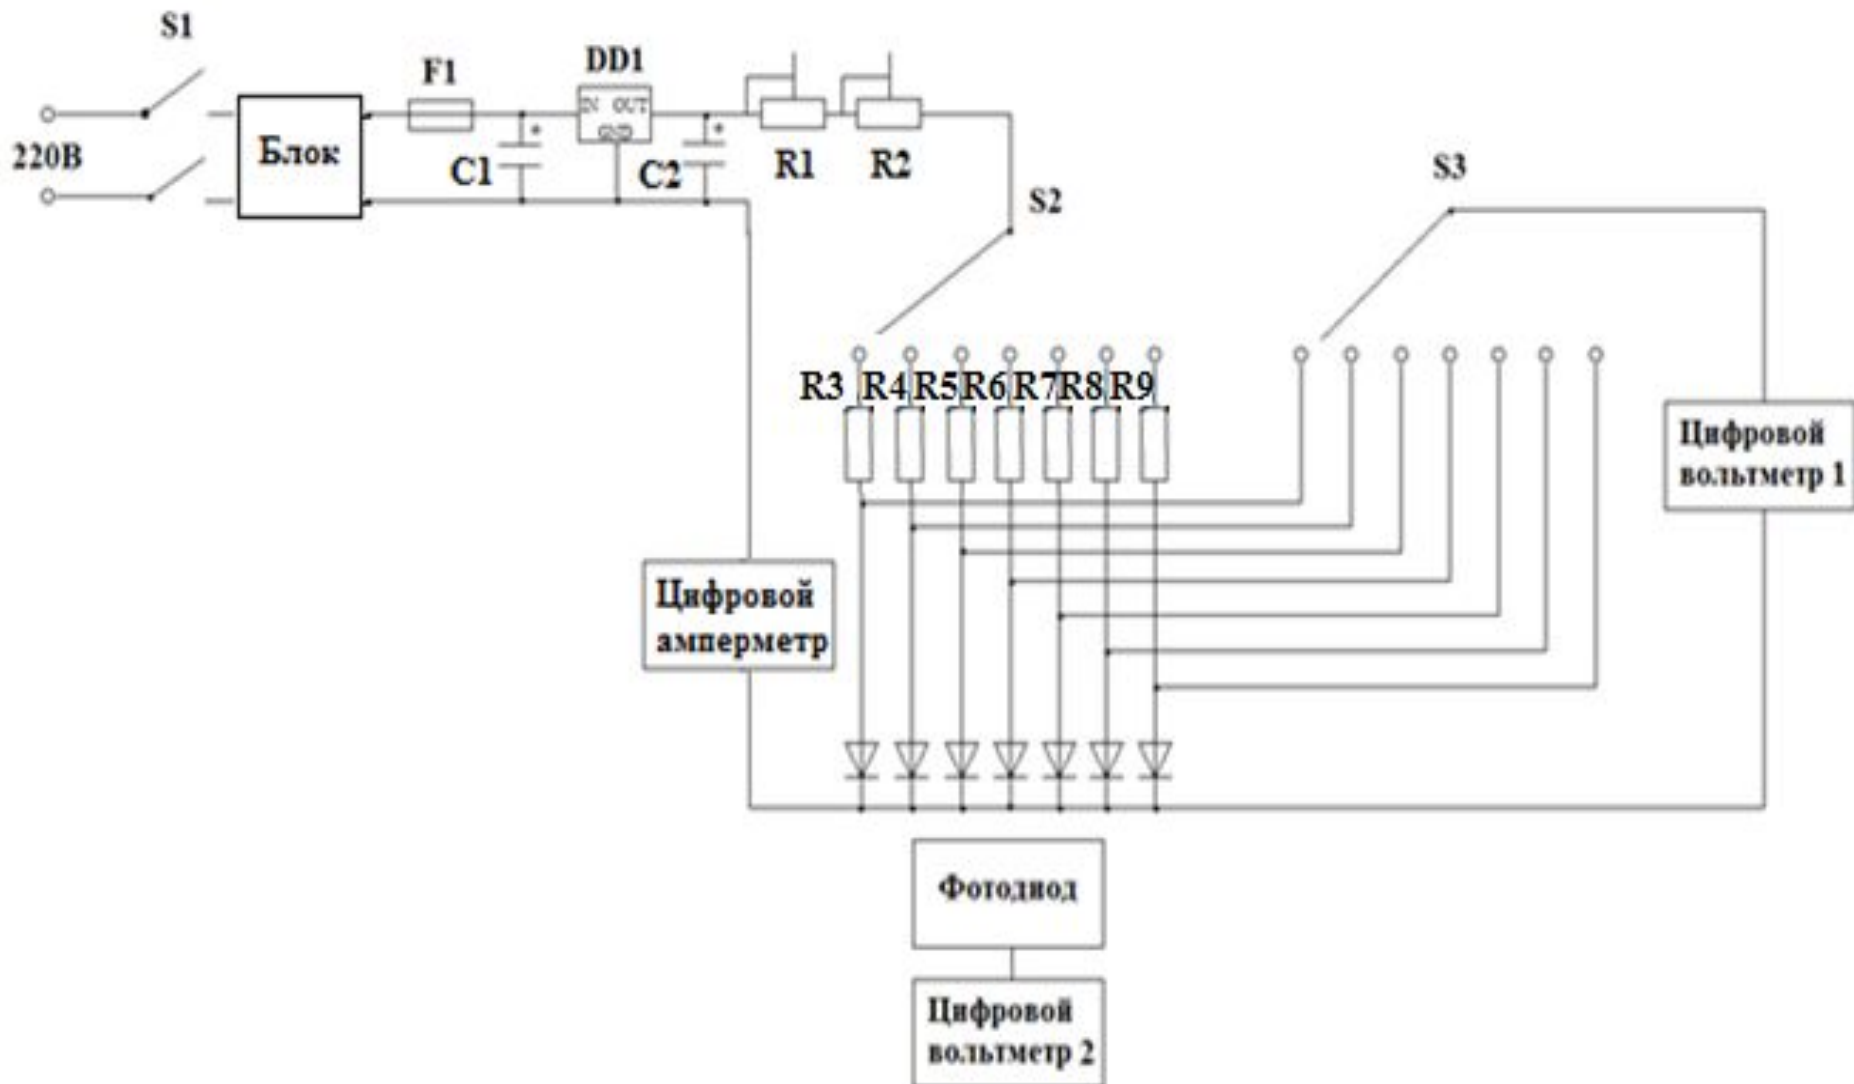 S1
F1
DD1
IN OUT
GND
220В
Блок
C1
*
C2
*
R1
R2
S2
S3
R3 R4 R5 R6 R7 R8 R9
Цифровой
вольтметр 1
Цифровой
амперметр
Фотодиод
Цифровой
вольтметр 2